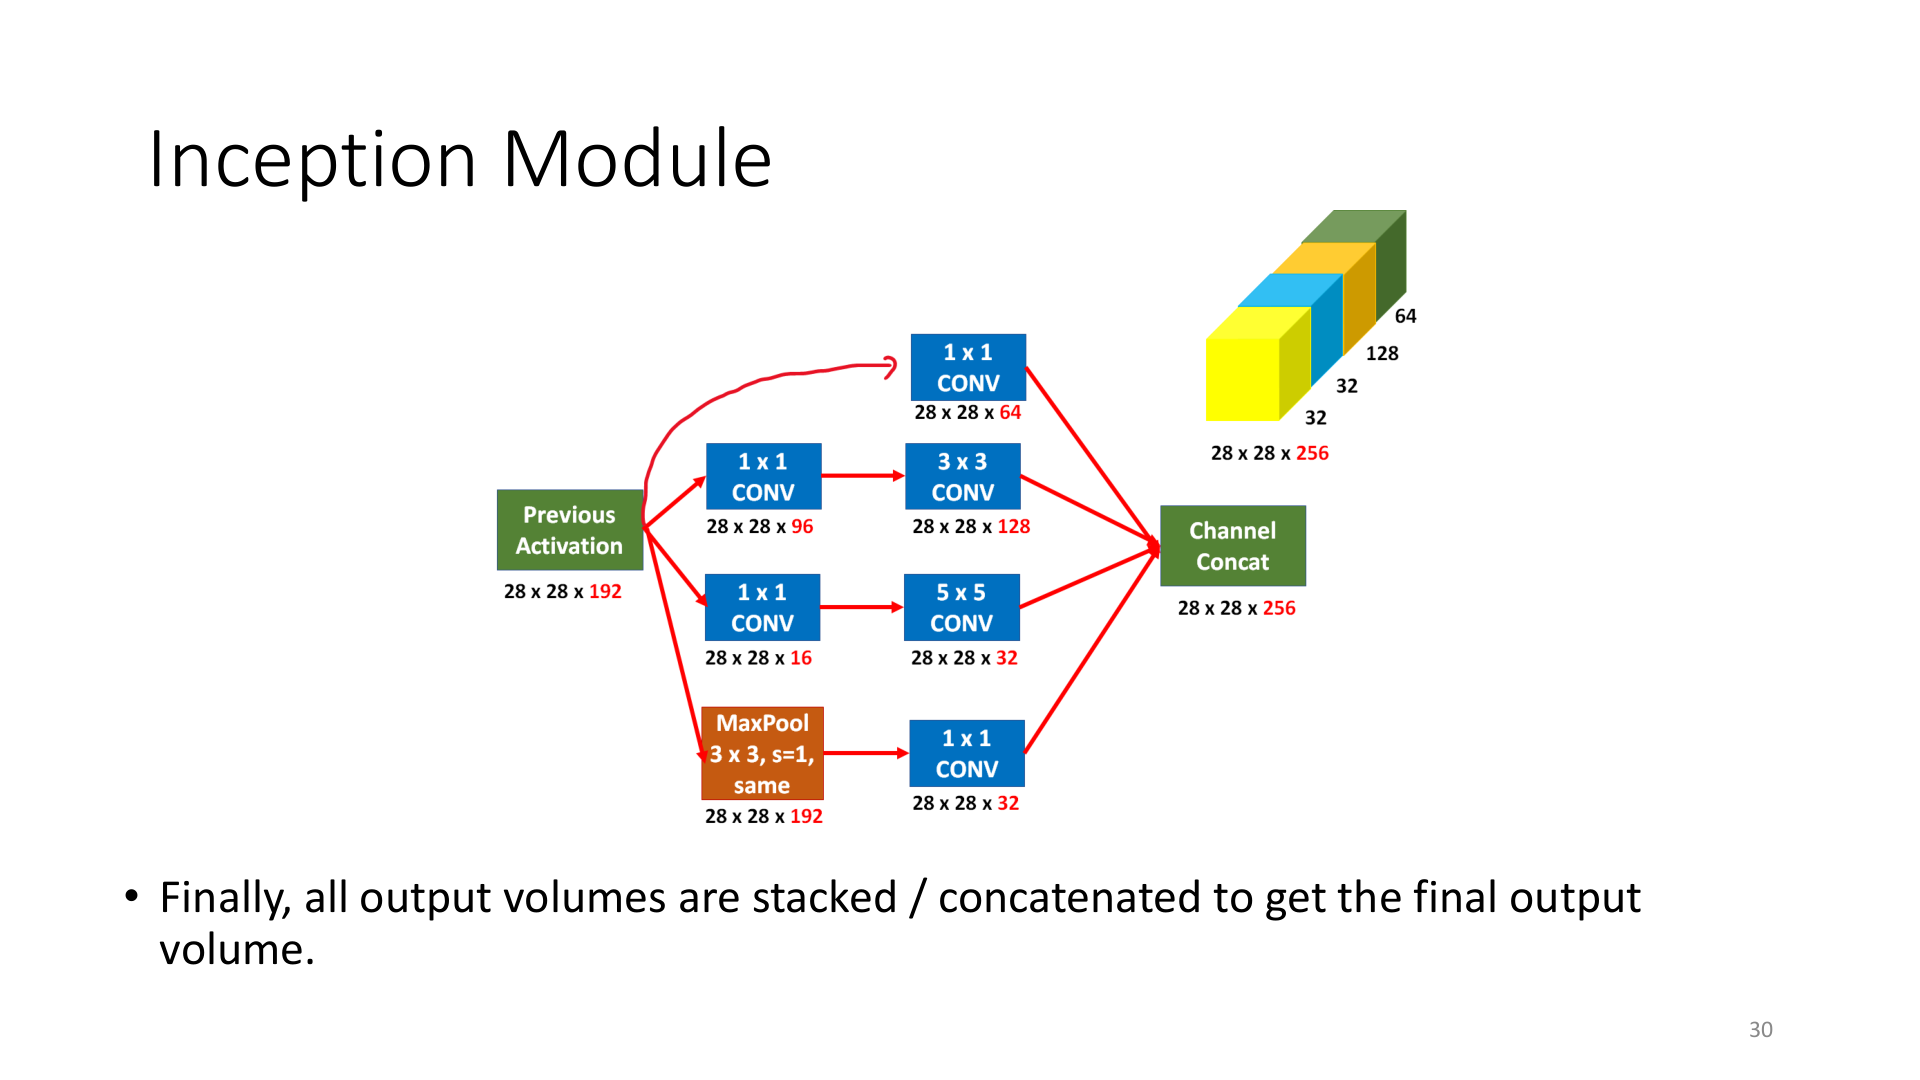 Inception Module
64
128
32
32
28 x 28 x 256
1 x 1
CONV
28 x 28 x 64
1 x 1
CONV
28 x 28 x 96
3 x 3
CONV
28 x 28 x 128
Previous
Activation
28 x 28 x 192
Channel
Concat
28 x 28 x 256
1 x 1
CONV
28 x 28 x 16
5 x 5
CONV
28 x 28 x 32
MaxPool
3 x 3, s=1,
same
28 x 28 x 192
1 x 1
CONV
28 x 28 x 32
• Finally, all output volumes are stacked / concatenated to get the final output
volume.
30